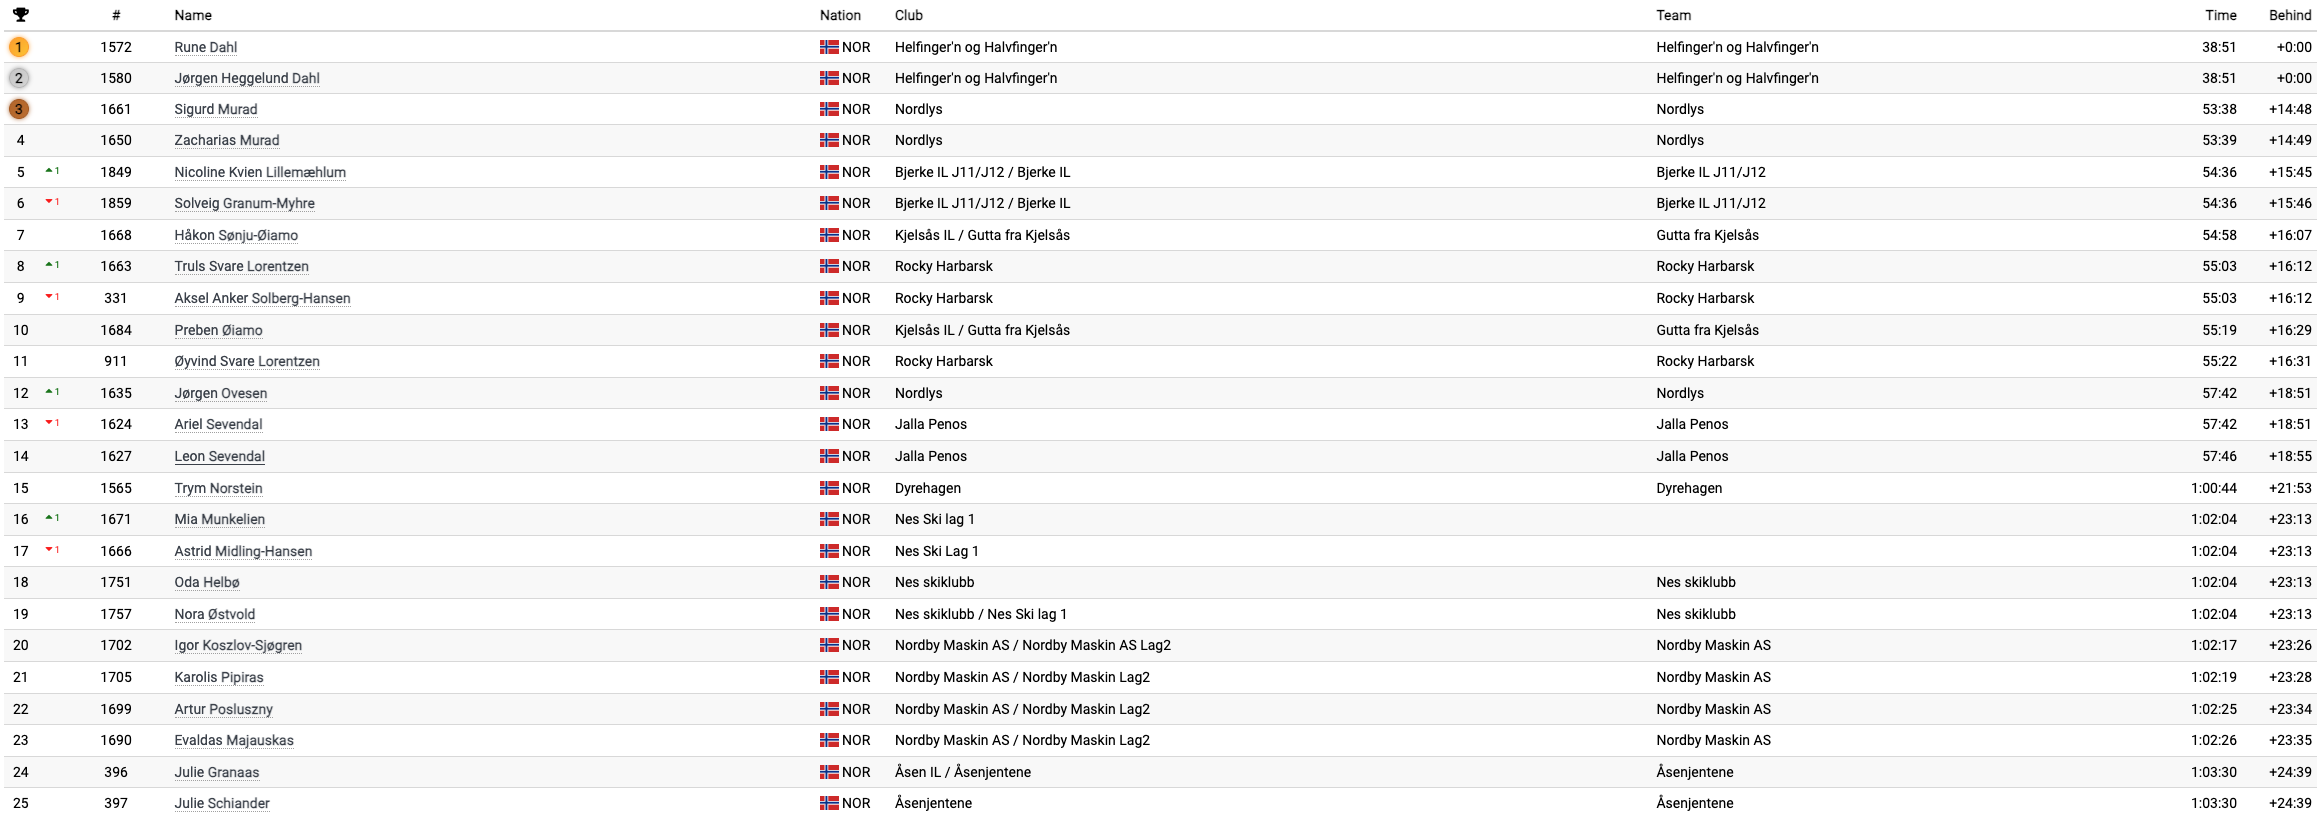 # Name Nation Club Team Time Behind
1 1572 Rune Dahl NOR Helfinger'n og Halvfinger'n Helfinger'n og Halvfinger'n 38:51 +0:00
2 1580 Jørgen Heggelund Dahl NOR Helfinger'n og Halvfinger'n Helfinger'n og Halvfinger'n 38:51 +0:00
3 1661 Sigurd Murad NOR Nordlys Nordlys 53:38 +14:48
4 1650 Zacharias Murad NOR Nordlys Nordlys 53:39 +14:49
5 1 1849 Nicoline Kvien Lillemæhlum NOR Bjerke IL J11/J12 / Bjerke IL Bjerke IL J11/J12 54:36 +15:45
6 1 1859 Solveig Granum-Myhre NOR Bjerke IL J11/J12 / Bjerke IL Bjerke IL J11/J12 54:36 +15:46
7 1668 Håkon Sønju-Øiamo NOR Kjelsås IL / Gutta fra Kjelsås Gutta fra Kjelsås 54:58 +16:07
8 1 1663 Truls Svare Lorentzen NOR Rocky Harbarsk Rocky Harbarsk 55:03 +16:12
9 1 331 Aksel Anker Solberg-Hansen NOR Rocky Harbarsk Rocky Harbarsk 55:03 +16:12
10 1684 Preben Øiamo NOR Kjelsås IL / Gutta fra Kjelsås Gutta fra Kjelsås 55:19 +16:29
11 911 Øyvind Svare Lorentzen NOR Rocky Harbarsk Rocky Harbarsk 55:22 +16:31
12 1 1635 Jørgen Ovesen NOR Nordlys Nordlys 57:42 +18:51
13 1 1624 Ariel Sevendal NOR Jalla Penos Jalla Penos 57:42 +18:51
14 1627 Leon Sevendal NOR Jalla Penos Jalla Penos 57:46 +18:55
15 1565 Trym Norstein NOR Dyrehagen Dyrehagen 1:00:44 +21:53
16 1 1671 Mia Munkelien NOR Nes Ski lag 1 1:02:04 +23:13
17 1 1666 Astrid Midling-Hansen NOR Nes Ski Lag 1 1:02:04 +23:13
18 1751 Oda Helbø NOR Nes skiklubb Nes skiklubb 1:02:04 +23:13
19 1757 Nora Østvold NOR Nes skiklubb / Nes Ski lag 1 Nes skiklubb 1:02:04 +23:13
20 1702 Igor Koszlov-Sjøgren NOR Nordby Maskin AS / Nordby Maskin AS Lag2 Nordby Maskin AS 1:02:17 +23:26
21 1705 Karolis Pipiras NOR Nordby Maskin AS / Nordby Maskin Lag2 Nordby Maskin AS 1:02:19 +23:28
22 1699 Artur Posluszny NOR Nordby Maskin AS / Nordby Maskin Lag2 Nordby Maskin AS 1:02:25 +23:34
23 1690 Evaldas Majauskas NOR Nordby Maskin AS / Nordby Maskin Lag2 Nordby Maskin AS 1:02:26 +23:35
24 396 Julie Granaas NOR Åsen IL / Åsenjentene Åsenjentene 1:03:30 +24:39
25 397 Julie Schiander NOR Åsenjentene Åsenjentene 1:03:30 +24:39